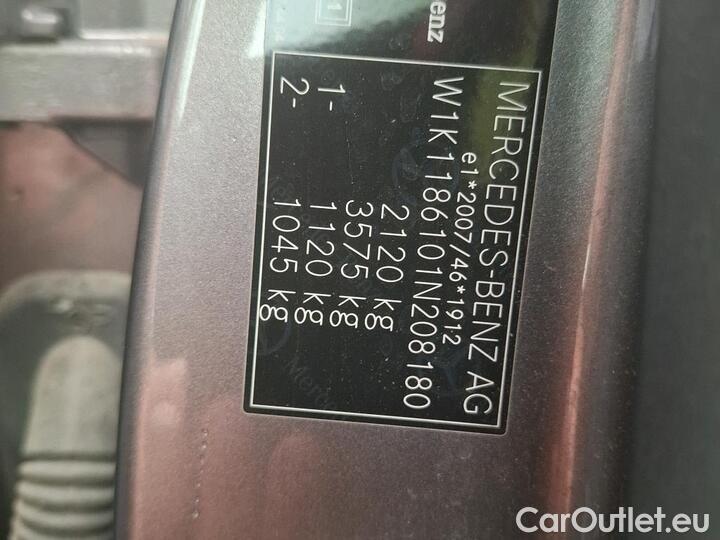 enz
MERCEDES-BENZ AG
e1*2007/46*1912
W1K1186101N208180
2120 kg
3575 kg
1- 1120 kg
2- 1045 kg
CarOutlet.eu